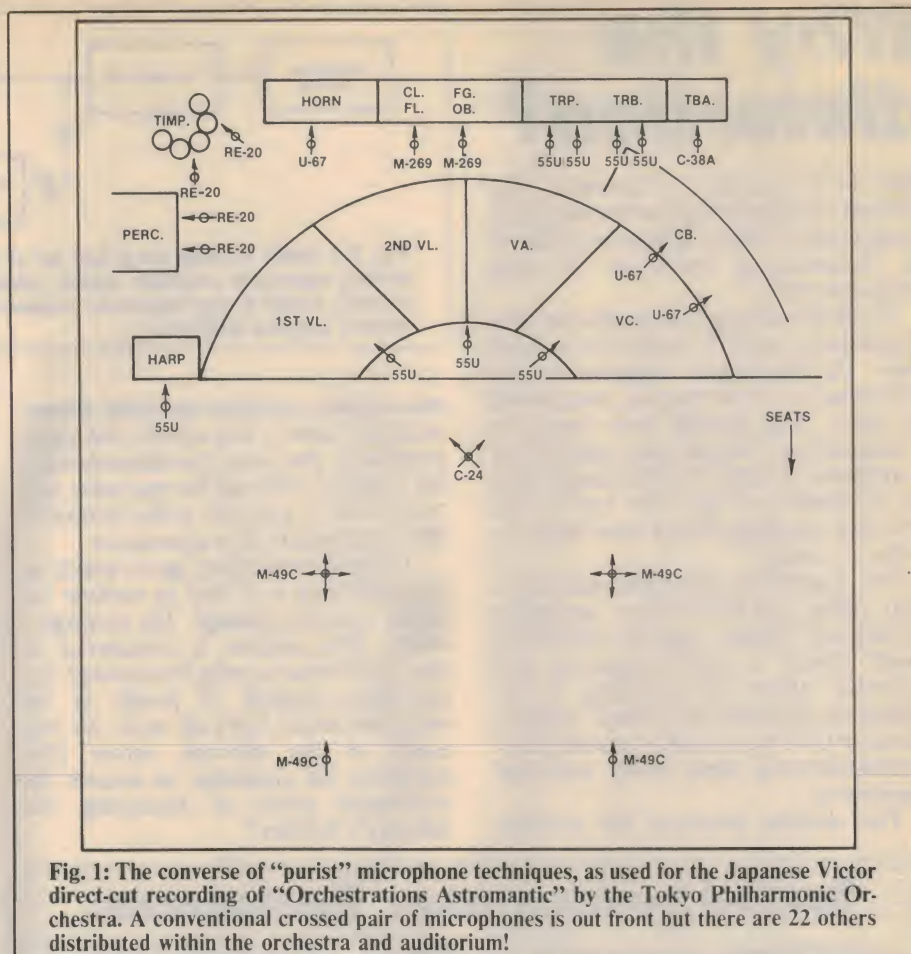 HORN
CL. FG.
FL. OB.
TRP. TRB.
TBA.
TIMP.
RE-20
U-67
M-269 M-269
55U 55U
55U 55U
C-38A
RE-20
PERC.
RE-20
RE-20
2ND VL.
VA.
CB.
U-67
1ST VL.
VC.
U-67
HARP
55U
55U
55U
55U
SEATS
C-24
M-49C
M-49C
M-49C
M-49C
Fig. 1: The converse of "purist" microphone techniques, as used for the Japanese Victor
direct-cut recording of "Orchestrations Astromantic" by the Tokyo Philharmonic Or-
chestra. A conventional crossed pair of microphones is out front but there are 22 others
distributed within the orchestra and auditorium!